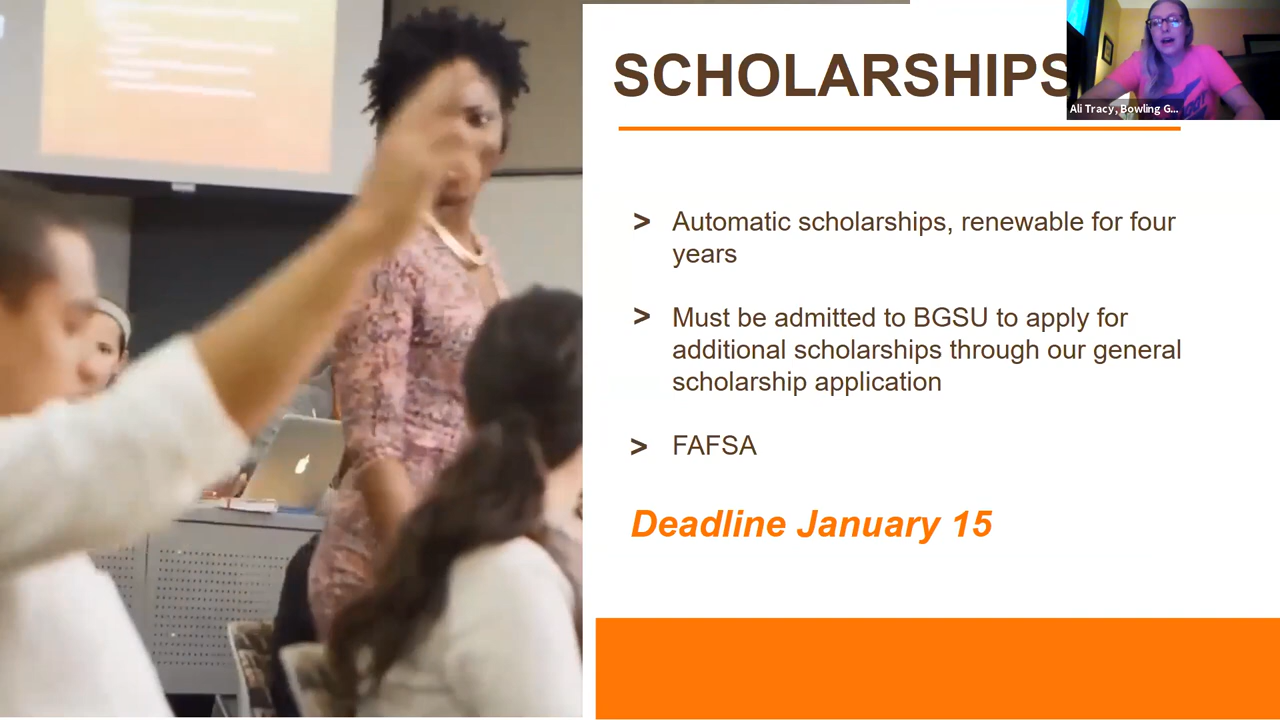 SCHOLARSHIPS
Ali Tracy, Bowling G...
> Automatic scholarships, renewable for four
years
> Must be admitted to BGSU to apply for
additional scholarships through our general
scholarship application
> FAFSA
Deadline January 15